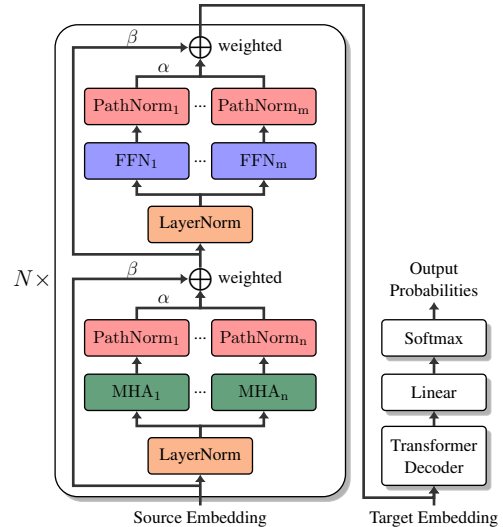 β
weighted
α
PathNorm₁ ... PathNormₘ
FFN₁ ... FFNₘ
LayerNorm
N×
β
weighted
α
PathNorm₁ ... PathNormₙ
MHA₁ ... MHAₙ
LayerNorm
Source Embedding
Output
Probabilities
Softmax
Linear
Transformer
Decoder
Target Embedding